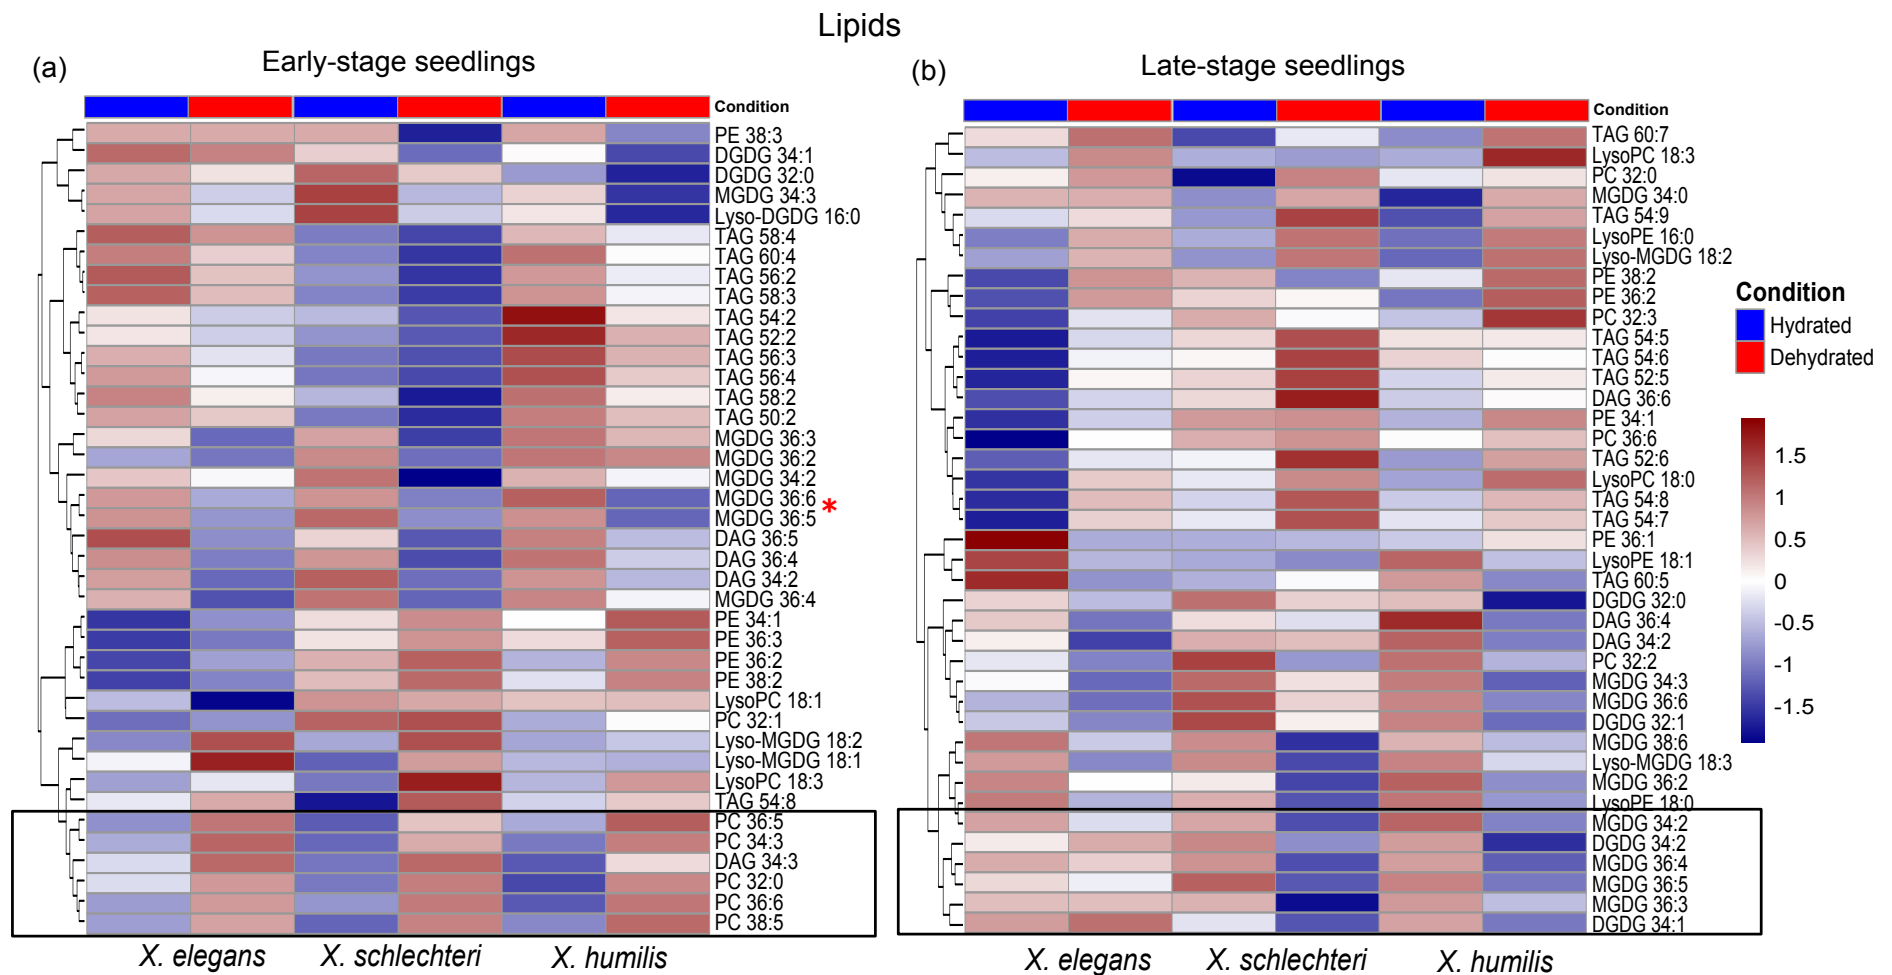 Lipids
(a)
Early-stage seedlings
Condition
PE 38:3
DGDG 34:1
DGDG 32:0
MGDG 34:3
Lyso-DGDG 16:0
TAG 58:4
TAG 60:4
TAG 56:2
TAG 58:3
TAG 54:2
TAG 52:2
TAG 56:3
TAG 56:4
TAG 58:2
TAG 50:2
MGDG 36:3
MGDG 36:2
MGDG 34:2
MGDG 36:6
*
MGDG 36:5
DAG 36:5
DAG 36:4
DAG 34:2
MGDG 36:4
PE 34:1
PE 36:3
PE 36:2
PE 38:2
LysoPC 18:1
PC 32:1
Lyso-MGDG 18:2
Lyso-MGDG 18:1
LysoPC 18:3
TAG 54:8
PC 36:5
PC 34:3
DAG 34:3
PC 32:0
PC 36:6
PC 38:5
X. elegans
X. schlechteri
X. humilis
(b)
Late-stage seedlings
Condition
TAG 60:7
LysoPC 18:3
PC 32:0
MGDG 34:0
TAG 54:9
LysoPE 16:0
Lyso-MGDG 18:2
PE 38:2
PE 36:2
PC 32:3
TAG 54:5
TAG 54:6
TAG 52:5
DAG 36:6
PE 34:1
PC 36:6
TAG 52:6
LysoPC 18:0
TAG 54:8
TAG 54:7
PE 36:1
LysoPE 18:1
TAG 60:5
DGDG 32:0
DAG 36:4
DAG 34:2
PC 32:2
MGDG 34:3
MGDG 36:6
DGDG 32:1
MGDG 38:6
Lyso-MGDG 18:3
MGDG 36:2
LysoPE 18:0
MGDG 34:2
DGDG 34:2
MGDG 36:4
MGDG 36:5
MGDG 36:3
DGDG 34:1
X. elegans
X. schlechteri
X. humilis
Condition
Hydrated
Dehydrated
1.5
1
0.5
0
-0.5
-1
-1.5